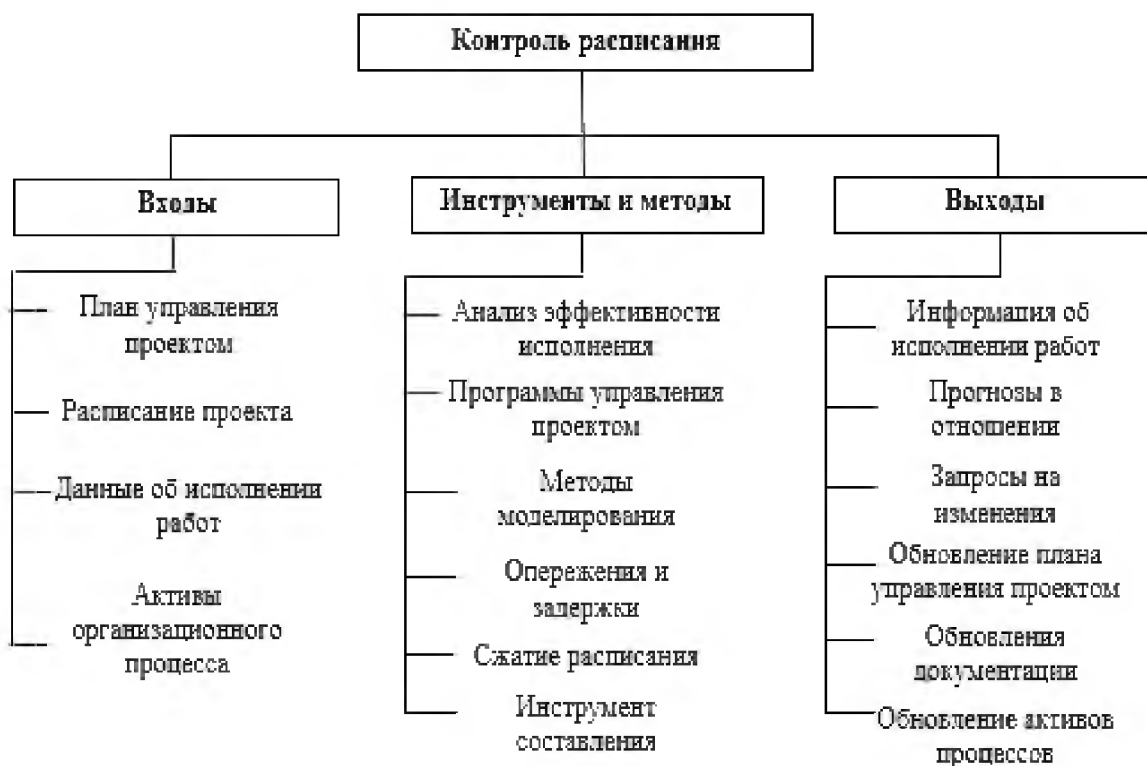 Контроль расписания
Входы
План управления
проектом
Расписание проекта
Данные об исполнении
работ
Активы
организационного
процесса
Инструменты и методы
Анализ эффективности
исполнения
Программы управления
проектом
Методы
моделирования
Опережения и
задержки
Сжатие расписания
Инструмент
составления
Выходы
Информация об
исполнении работ
Прогнозы в
отношении
Запросы на
изменения
Обновление плана
управления проектом
Обновления
документации
Обновление активов
процессов